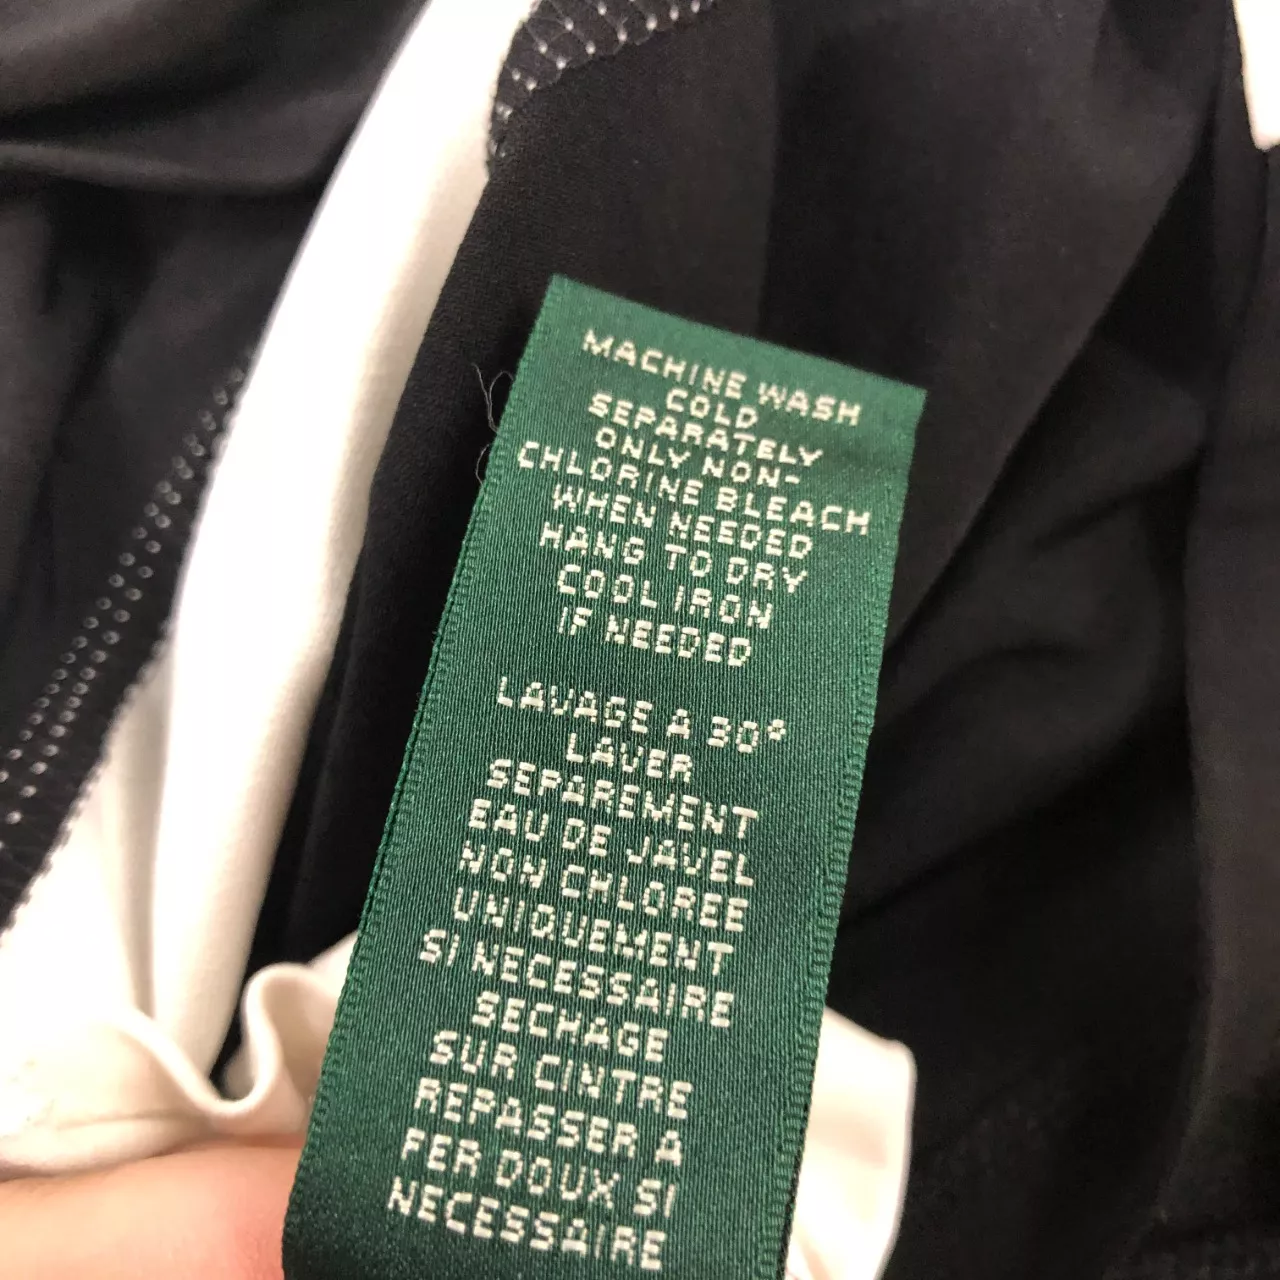 MACHINE WASH
COLD
SEPARATELY
ONLY NON-
CHLORINE BLEACH
WHEN NEEDED
HANG TO DRY
COOL IRON
IF NEEDED
LAVAGE A 30°
LAVER
SEPAREMENT
EAU DE JAVEL
NON CHLOREE
UNIQUEMENT
SI NECESSAIRE
SECHAGE
SUR CINTRE
REPASSER A
FER DOUX SI
NECESSAIRE